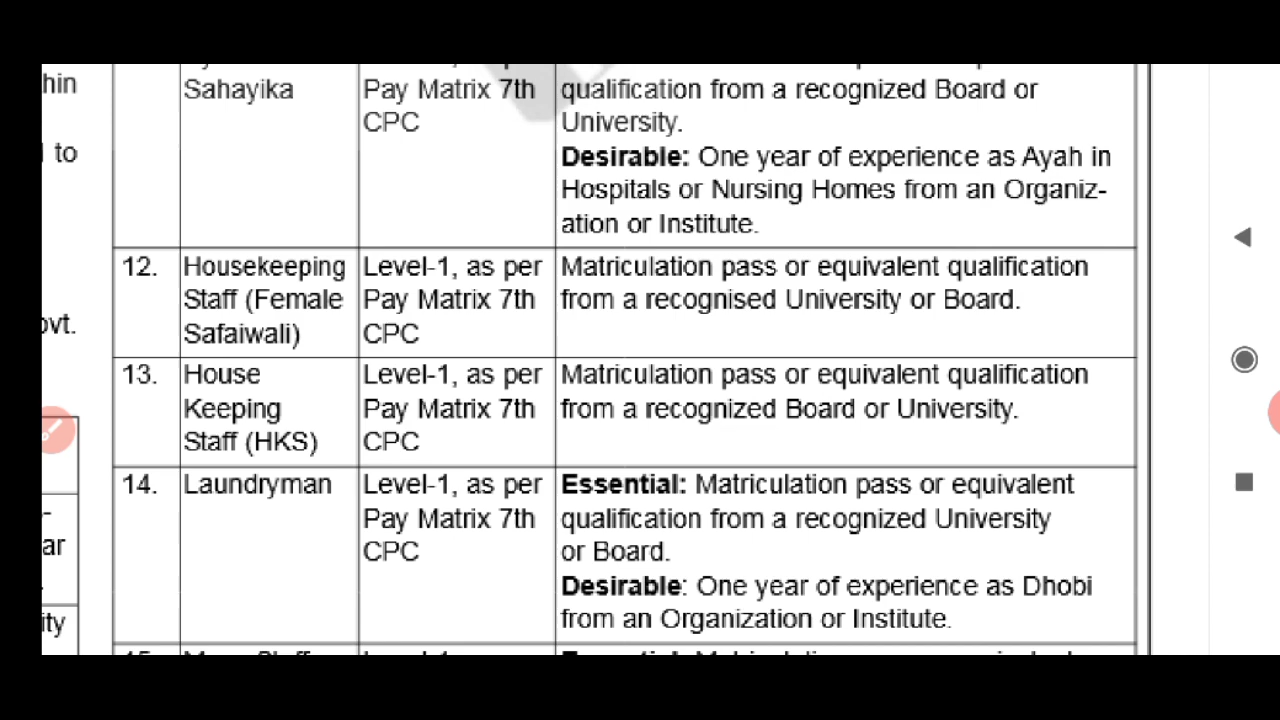 hin
to
ovt.
ar
ity
Sahayika
Pay Matrix 7th
CPC
qualification from a recognized Board or
University.
Desirable: One year of experience as Ayah in
Hospitals or Nursing Homes from an Organiz-
ation or Institute.
12.
Housekeeping
Staff (Female
Safaiwali)
Level-1, as per
Pay Matrix 7th
CPC
Matriculation pass or equivalent qualification
from a recognised University or Board.
13.
House
Keeping
Staff (HKS)
Level-1, as per
Pay Matrix 7th
CPC
Matriculation pass or equivalent qualification
from a recognized Board or University.
14.
Laundryman
Level-1, as per
Pay Matrix 7th
CPC
Essential: Matriculation pass or equivalent
qualification from a recognized University
or Board.
Desirable: One year of experience as Dhobi
from an Organization or Institute.